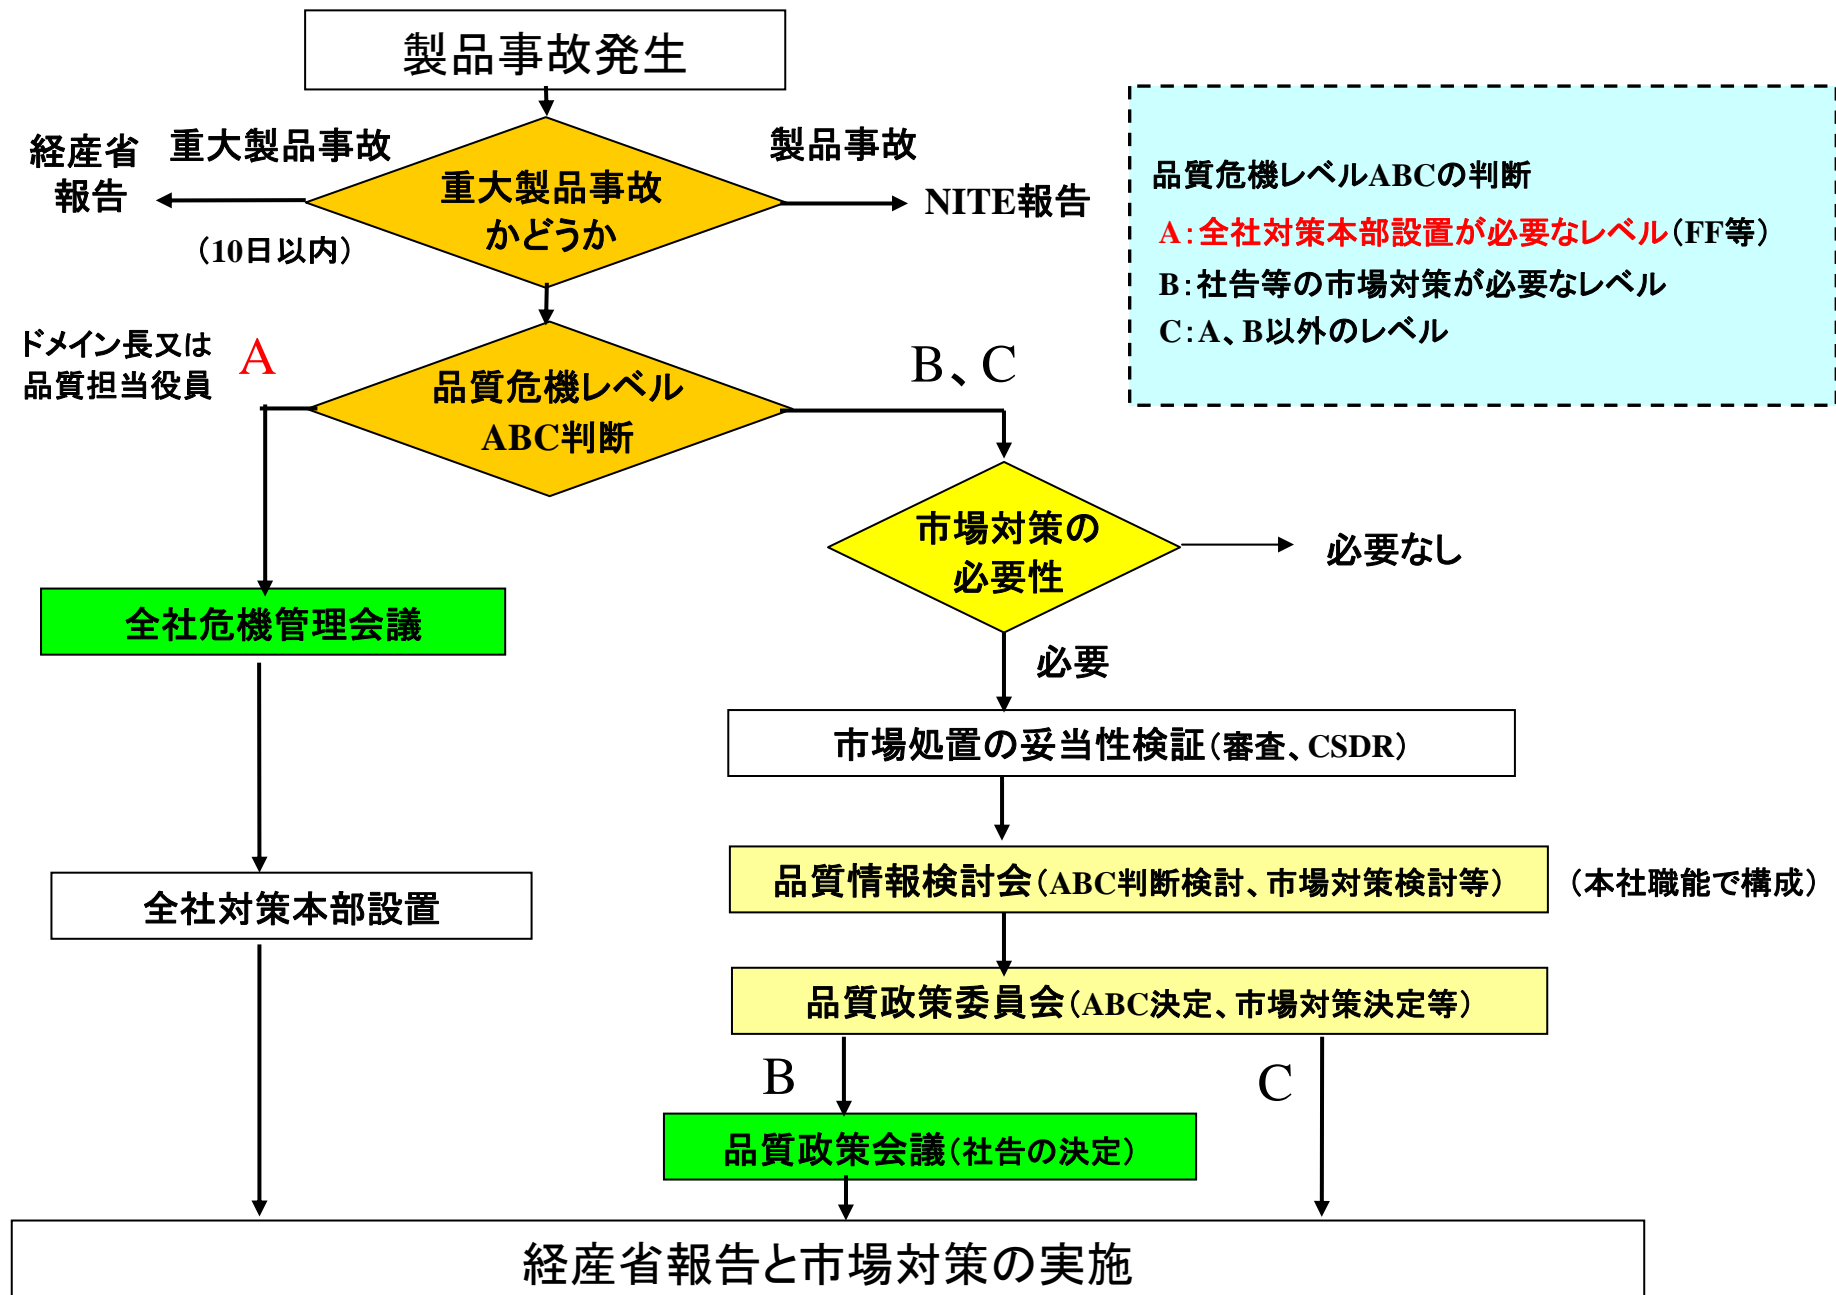 製品事故発生
経産省
報告
重大製品事故
(10日以内)
重大製品事故
かどうか
製品事故
NITE報告
品質危機レベルABCの判断
A:全社対策本部設置が必要なレベル(FF等)
B:社告等の市場対策が必要なレベル
C:A、B以外のレベル
ドメイン長又は
品質担当役員
A
品質危機レベル
ABC判断
B、C
市場対策の
必要性
必要なし
必要
全社危機管理会議
市場処置の妥当性検証(審査、CSDR)
品質情報検討会(ABC判断検討、市場対策検討等)
(本社職能で構成)
全社対策本部設置
品質政策委員会(ABC決定、市場対策決定等)
B
C
品質政策会議(社告の決定)
経産省報告と市場対策の実施